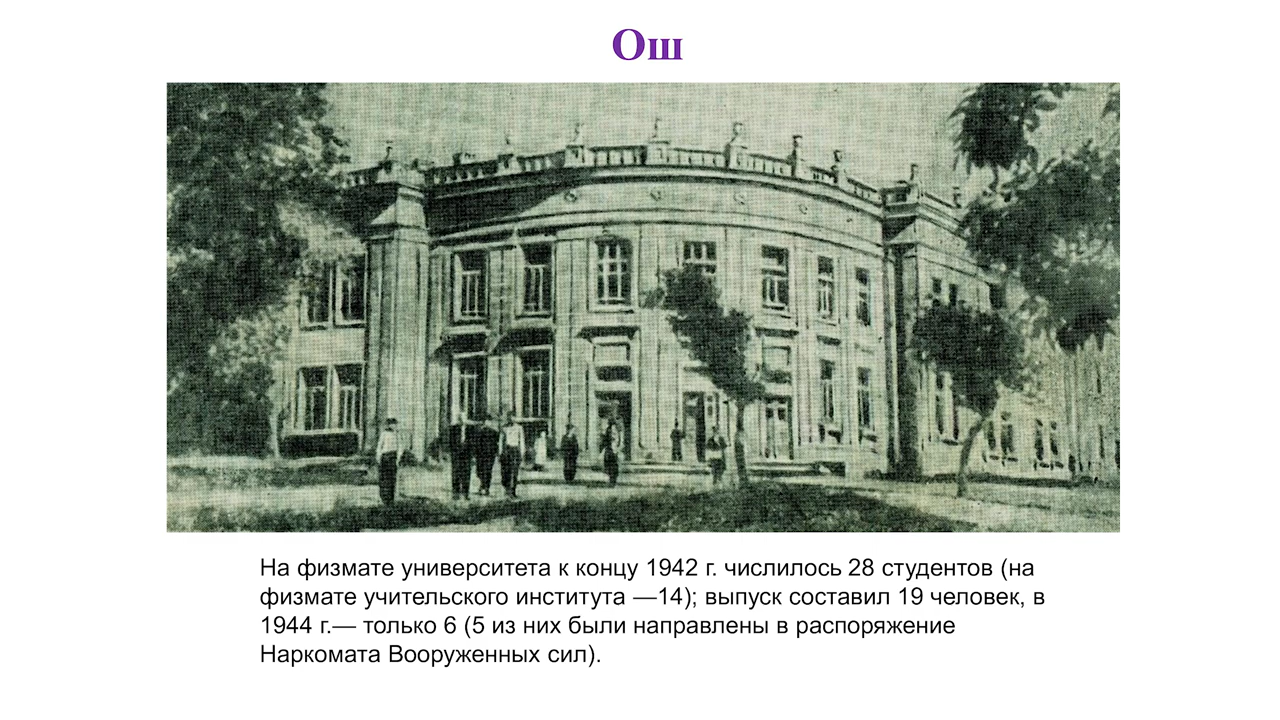 Ош
На физмате университета к концу 1942 г. числилось 28 студентов (на
физмате учительского института —14); выпуск составил 19 человек, в
1944 г.— только 6 (5 из них были направлены в распоряжение
Наркомата Вооруженных сил).